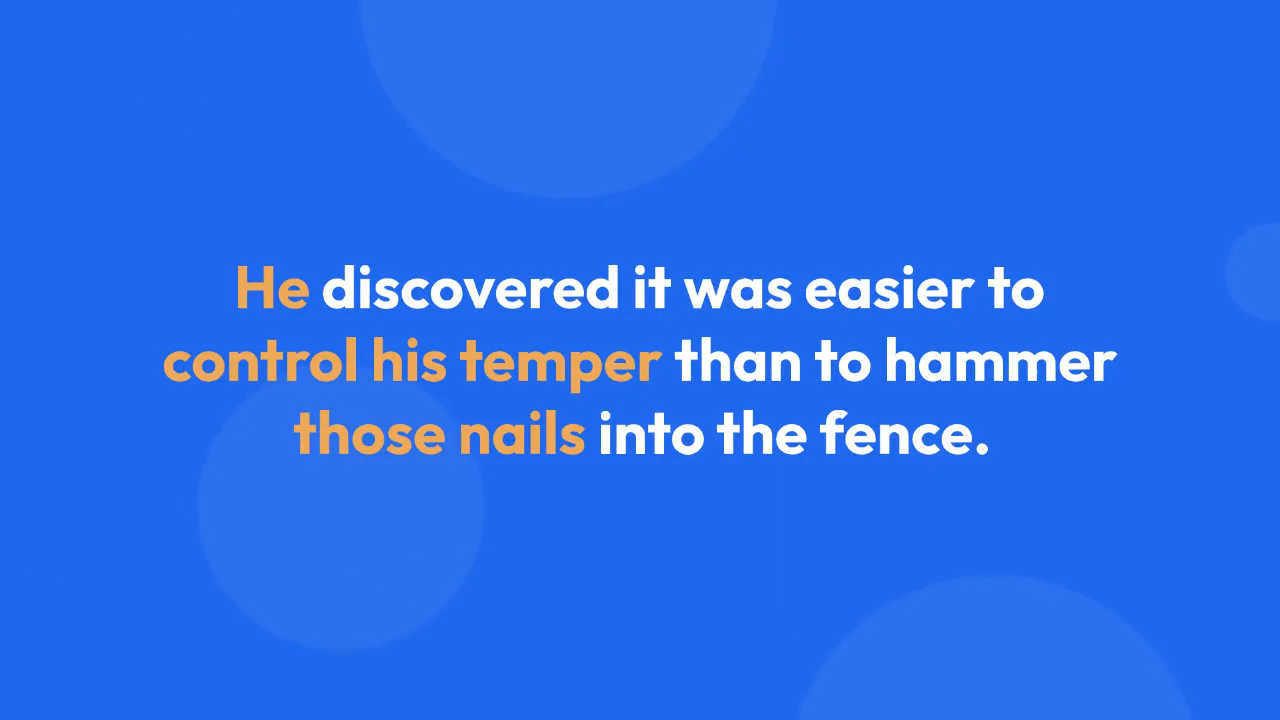 He discovered it was easier to
control his temper than to hammer
those nails into the fence.